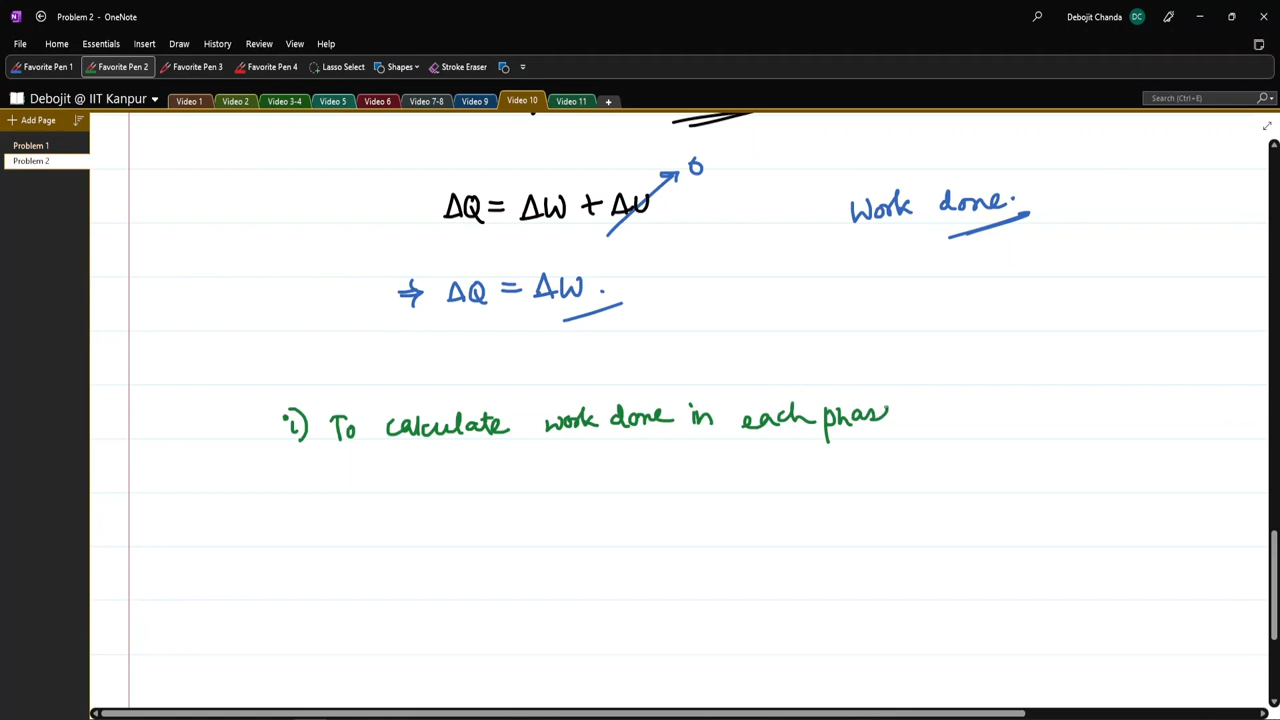 Problem 2 - OneNote
Debojit Chanda DC
File Home Essentials Insert Draw History Review View Help
Favorite Pen 1 Favorite Pen 2 Favorite Pen 3 Favorite Pen 4 Lasso Select Shapes Stroke Eraser
Debojit @ IIT Kanpur Video 1 Video 2 Video 3-4 Video 5 Video 6 Video 7-8 Video 9 Video 10 Video 11 + Search (Ctrl+E)
+ Add Page
Problem 1
Problem 2
ΔQ = ΔW + ΔU → 0
Work done.
⇒ ΔQ = ΔW.
i) To calculate work done in each phas